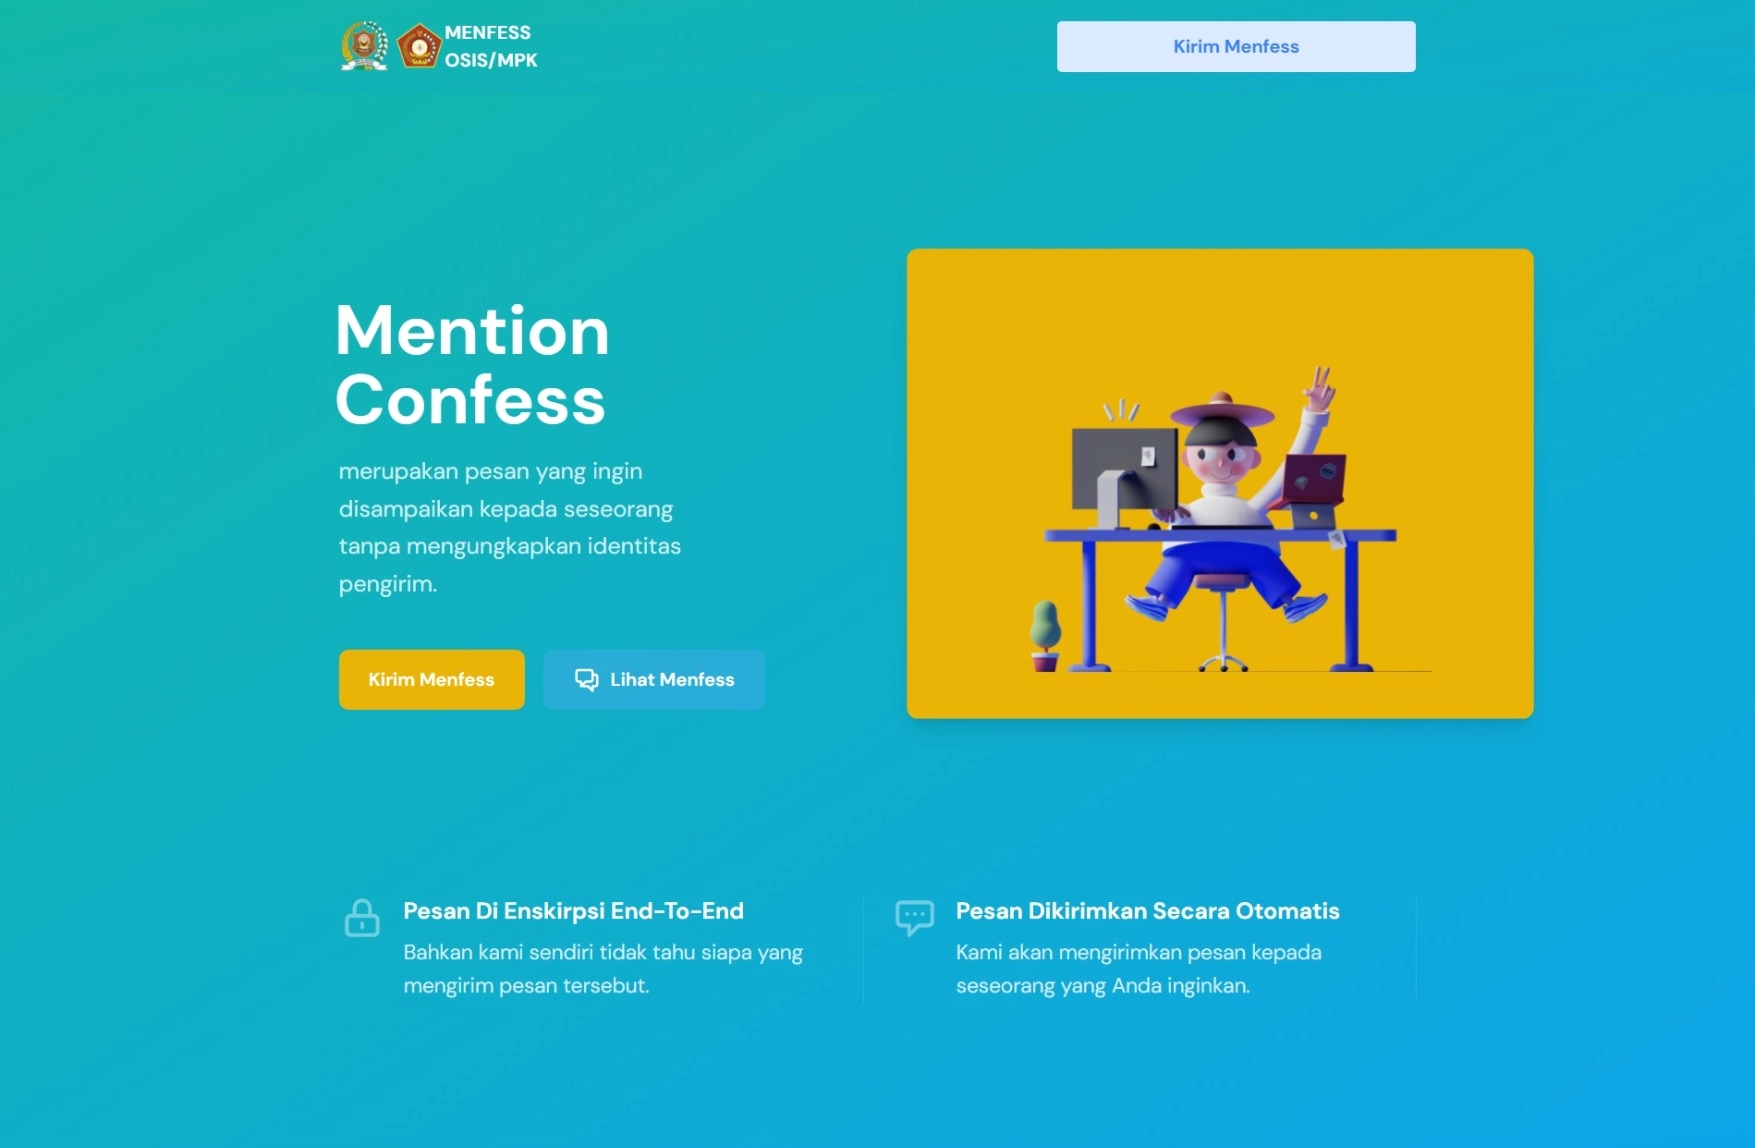 MENFESS
OSIS/MPK
Kirim Menfess
Mention
Confess
merupakan pesan yang ingin
disampaikan kepada seseorang
tanpa mengungkapkan identitas
pengirim.
Kirim Menfess
Lihat Menfess
Pesan Di Enskirpsi End-To-End
Bahkan kami sendiri tidak tahu siapa yang
mengirim pesan tersebut.
Pesan Dikirimkan Secara Otomatis
Kami akan mengirimkan pesan kepada
seseorang yang Anda inginkan.